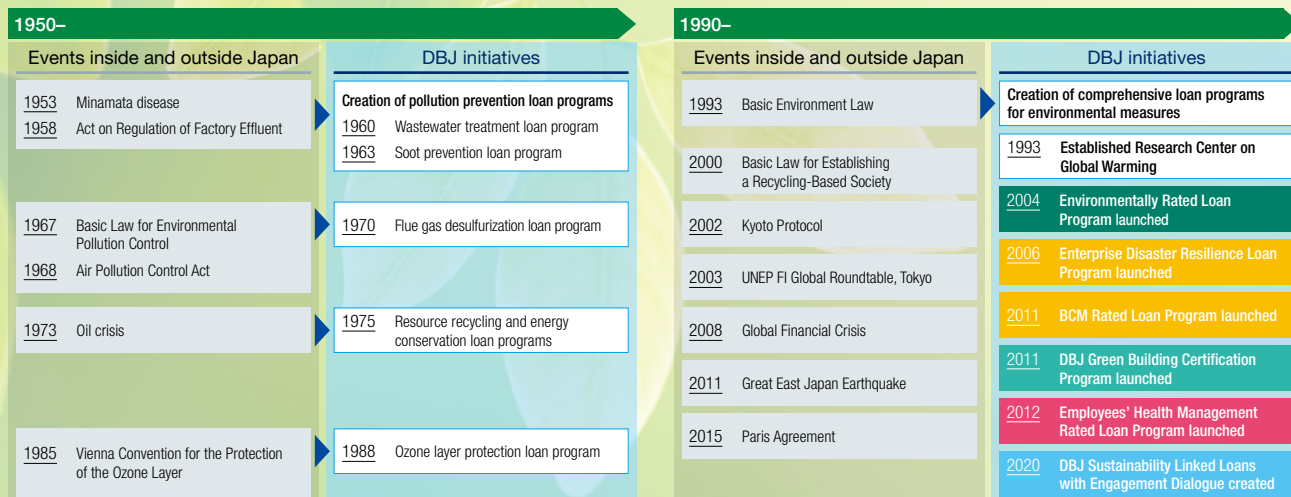 1950–
Events inside and outside Japan
1953 Minamata disease
1958 Act on Regulation of Factory Effluent
1967 Basic Law for Environmental
Pollution Control
1968 Air Pollution Control Act
1973 Oil crisis
1985 Vienna Convention for the Protection
of the Ozone Layer
DBJ initiatives
Creation of pollution prevention loan programs
1960 Wastewater treatment loan program
1963 Soot prevention loan program
1970 Flue gas desulfurization loan program
1975 Resource recycling and energy
conservation loan programs
1988 Ozone layer protection loan program
1990–
Events inside and outside Japan
1993 Basic Environment Law
2000 Basic Law for Establishing
a Recycling-Based Society
2002 Kyoto Protocol
2003 UNEP FI Global Roundtable, Tokyo
2008 Global Financial Crisis
2011 Great East Japan Earthquake
2015 Paris Agreement
DBJ initiatives
Creation of comprehensive loan programs
for environmental measures
1993 Established Research Center on
Global Warming
2004 Environmentally Rated Loan
Program launched
2006 Enterprise Disaster Resilience Loan
Program launched
2011 BCM Rated Loan Program launched
2011 DBJ Green Building Certification
Program launched
2012 Employees' Health Management
Rated Loan Program launched
2020 DBJ Sustainability Linked Loans
with Engagement Dialogue created